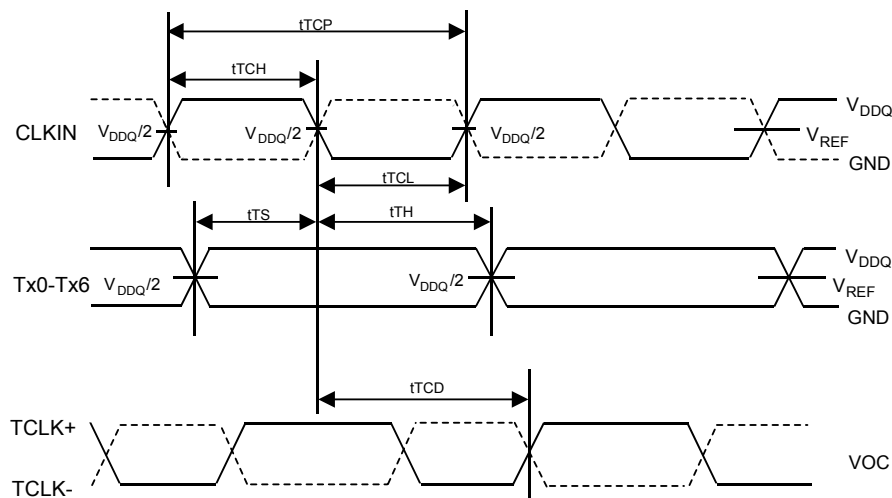 tTCP
tTCH
CLKIN
V_DDQ/2
V_DDQ/2
V_DDQ/2
V_DDQ
V_REF
GND
tTCL
tTS
tTH
Tx0-Tx6
V_DDQ/2
V_DDQ/2
V_DDQ
V_REF
GND
tTCD
TCLK+
TCLK-
VOC